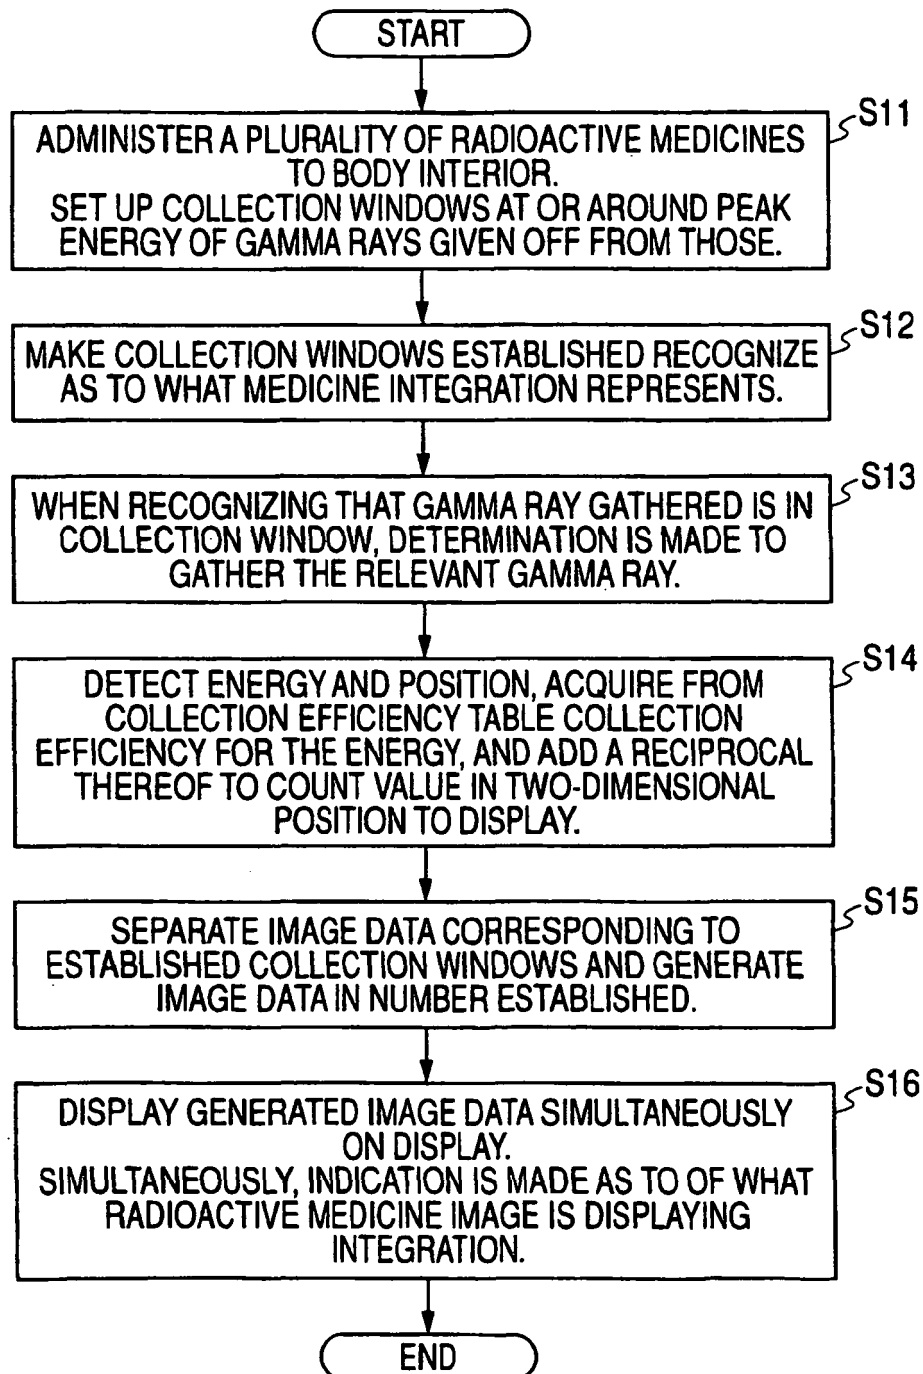 START
S11
ADMINISTER A PLURALITY OF RADIOACTIVE MEDICINES
TO BODY INTERIOR.
SET UP COLLECTION WINDOWS AT OR AROUND PEAK
ENERGY OF GAMMA RAYS GIVEN OFF FROM THOSE.
S12
MAKE COLLECTION WINDOWS ESTABLISHED RECOGNIZE
AS TO WHAT MEDICINE INTEGRATION REPRESENTS.
S13
WHEN RECOGNIZING THAT GAMMA RAY GATHERED IS IN
COLLECTION WINDOW, DETERMINATION IS MADE TO
GATHER THE RELEVANT GAMMA RAY.
S14
DETECT ENERGY AND POSITION, ACQUIRE FROM
COLLECTION EFFICIENCY TABLE COLLECTION
EFFICIENCY FOR THE ENERGY, AND ADD A RECIPROCAL
THEREOF TO COUNT VALUE IN TWO-DIMENSIONAL
POSITION TO DISPLAY.
S15
SEPARATE IMAGE DATA CORRESPONDING TO
ESTABLISHED COLLECTION WINDOWS AND GENERATE
IMAGE DATA IN NUMBER ESTABLISHED.
S16
DISPLAY GENERATED IMAGE DATA SIMULTANEOUSLY
ON DISPLAY.
SIMULTANEOUSLY, INDICATION IS MADE AS TO OF WHAT
RADIOACTIVE MEDICINE IMAGE IS DISPLAYING
INTEGRATION.
END